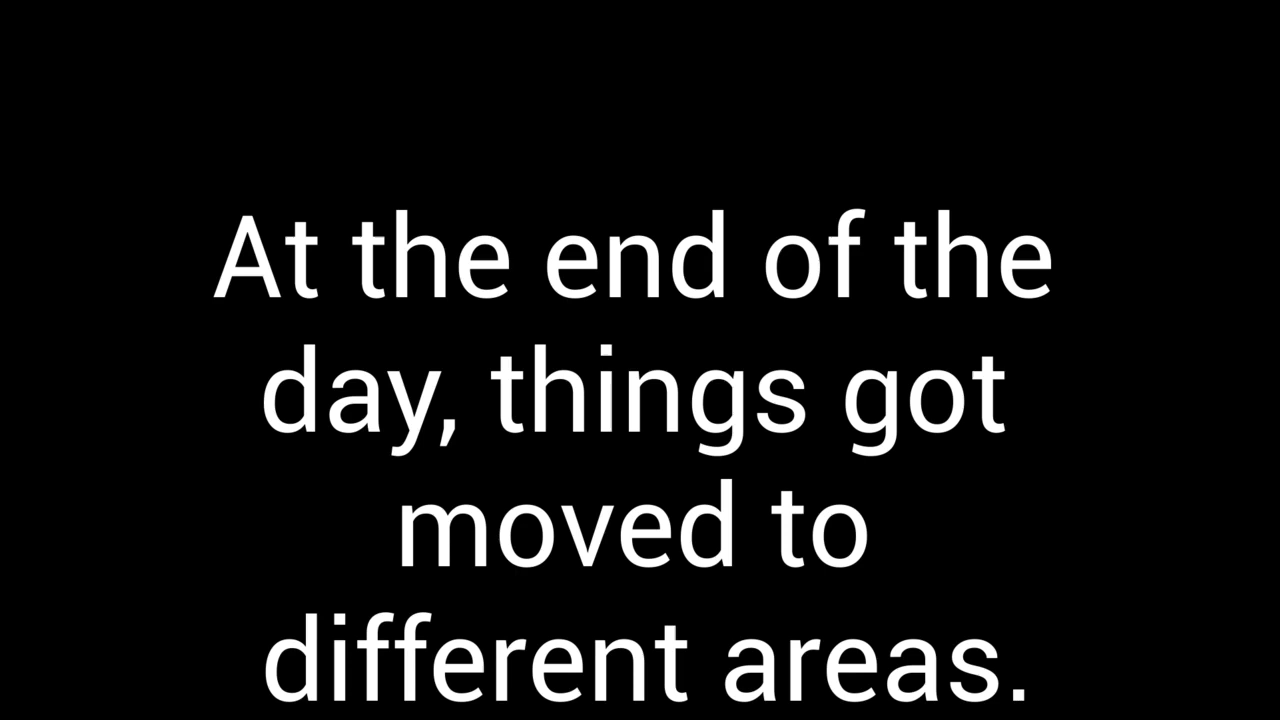 At the end of the
day, things got
moved to
different areas.